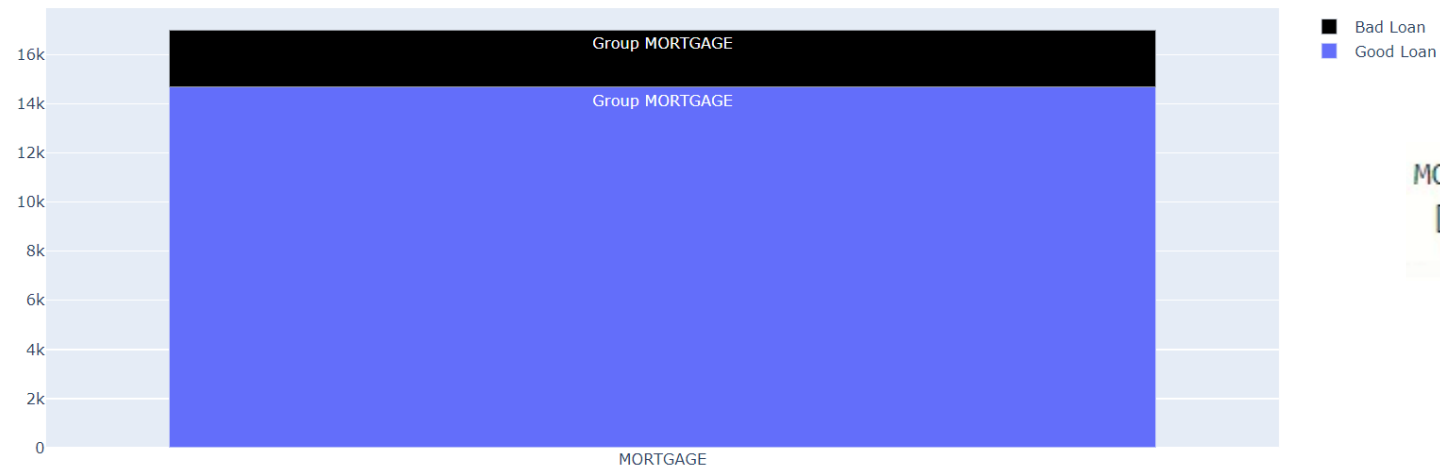 Bad Loan
Good Loan
Group MORTGAGE
Group MORTGAGE
16k
14k
12k
10k
8k
6k
4k
2k
0
MORTGAGE